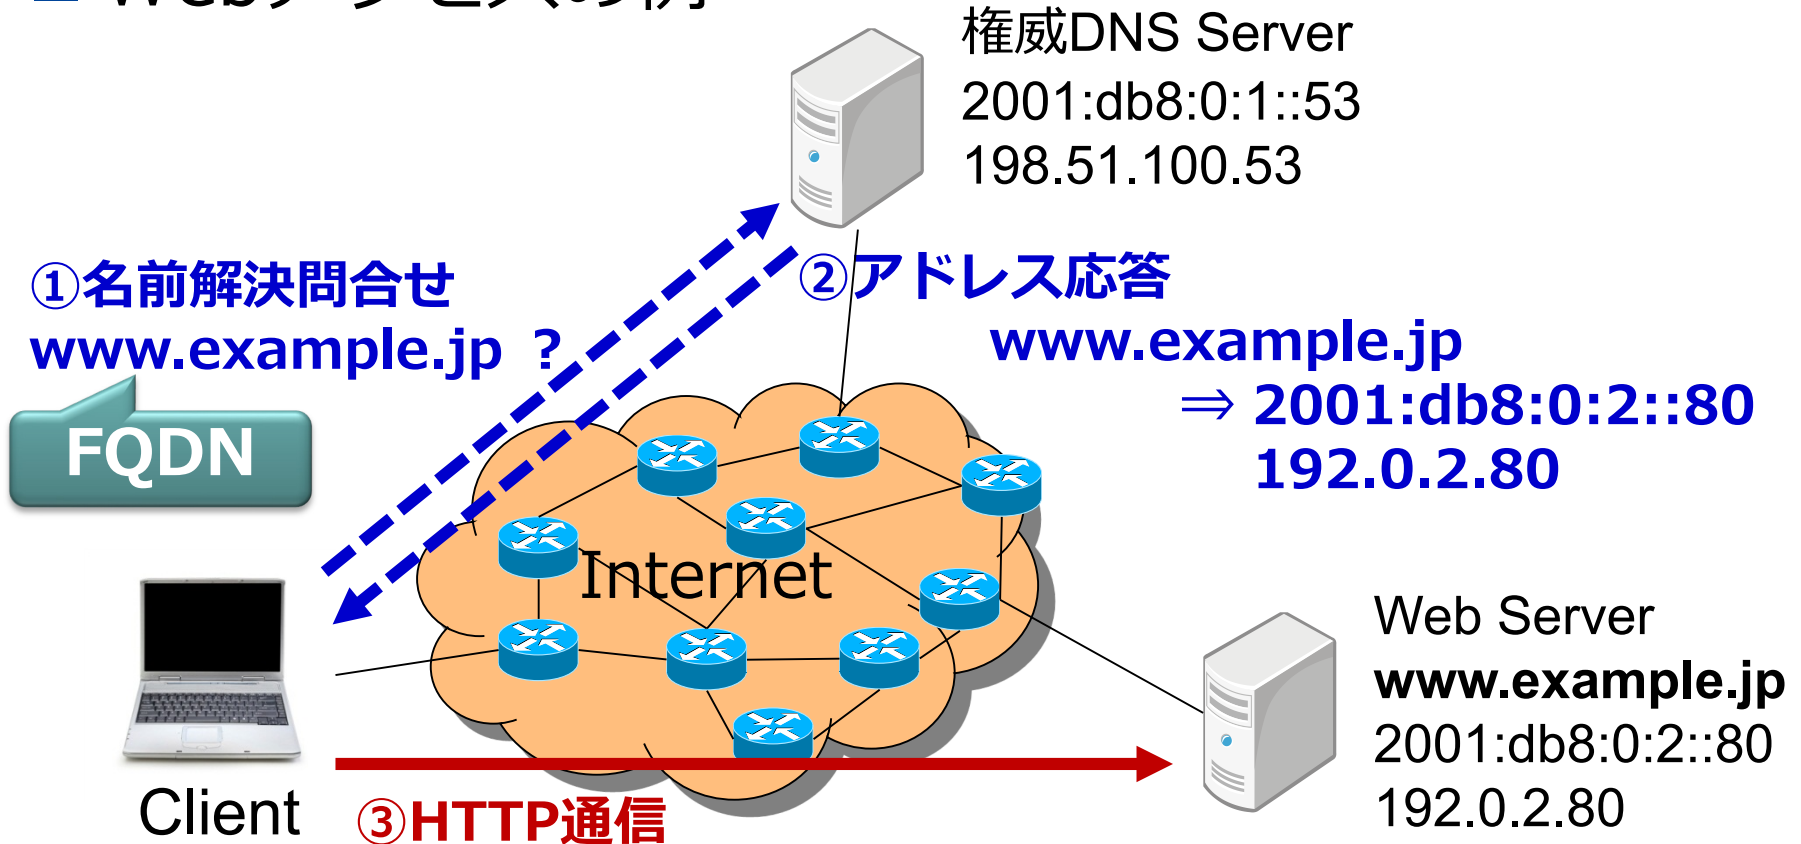 権威DNS Server
2001:db8:0:1::53
198.51.100.53
①名前解決問合せ
www.example.jp ?
FQDN
②アドレス応答
www.example.jp
⇒ 2001:db8:0:2::80
192.0.2.80
Internet
Client
③HTTP通信
Web Server
www.example.jp
2001:db8:0:2::80
192.0.2.80